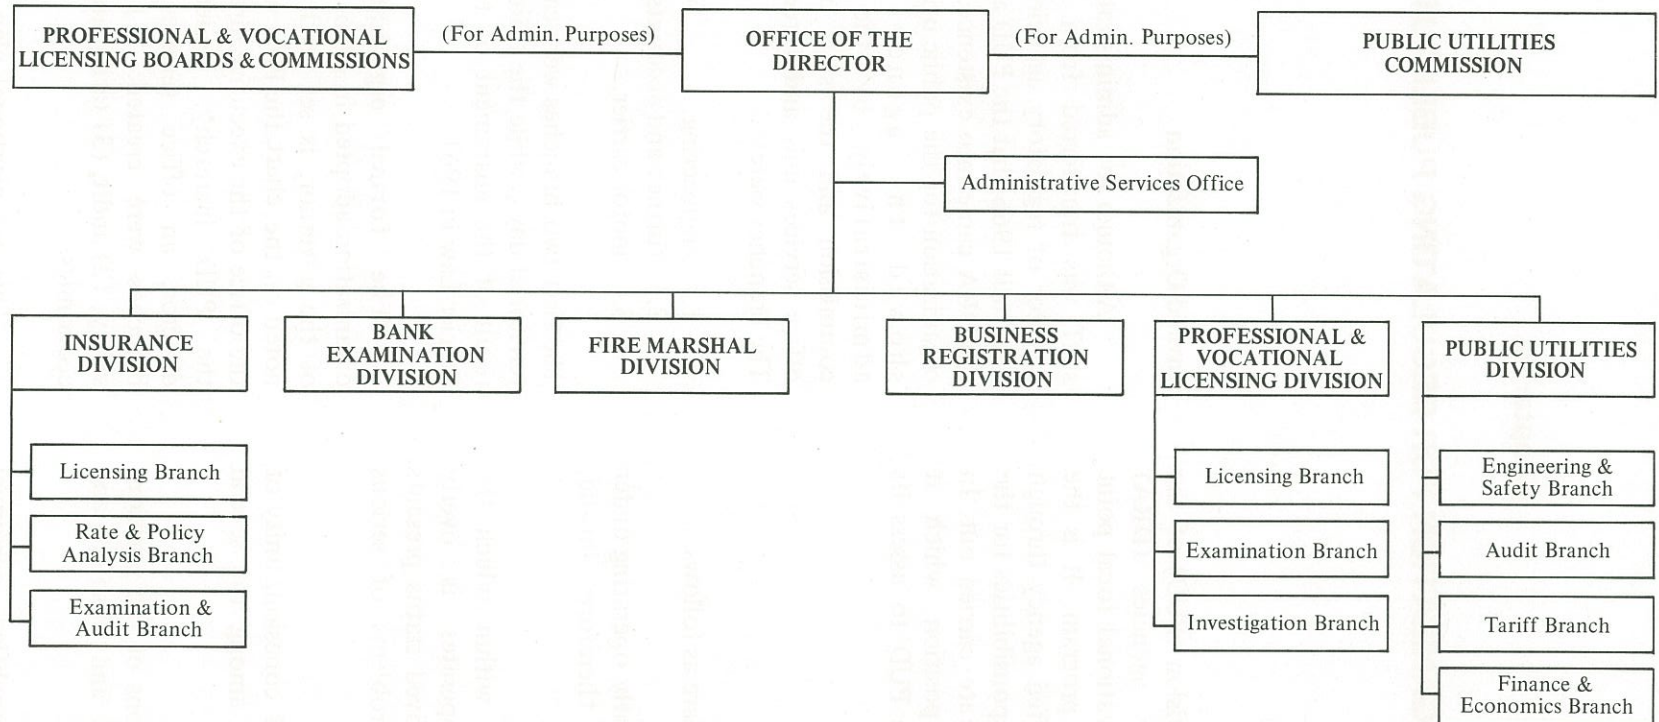 PROFESSIONAL & VOCATIONAL
LICENSING BOARDS & COMMISSIONS
(For Admin. Purposes)
OFFICE OF THE
DIRECTOR
(For Admin. Purposes)
PUBLIC UTILITIES
COMMISSION
Administrative Services Office
INSURANCE
DIVISION
BANK
EXAMINATION
DIVISION
FIRE MARSHAL
DIVISION
BUSINESS
REGISTRATION
DIVISION
PROFESSIONAL &
VOCATIONAL
LICENSING DIVISION
PUBLIC UTILITIES
DIVISION
Licensing Branch
Rate & Policy
Analysis Branch
Examination &
Audit Branch
Licensing Branch
Examination Branch
Investigation Branch
Engineering &
Safety Branch
Audit Branch
Tariff Branch
Finance &
Economics Branch